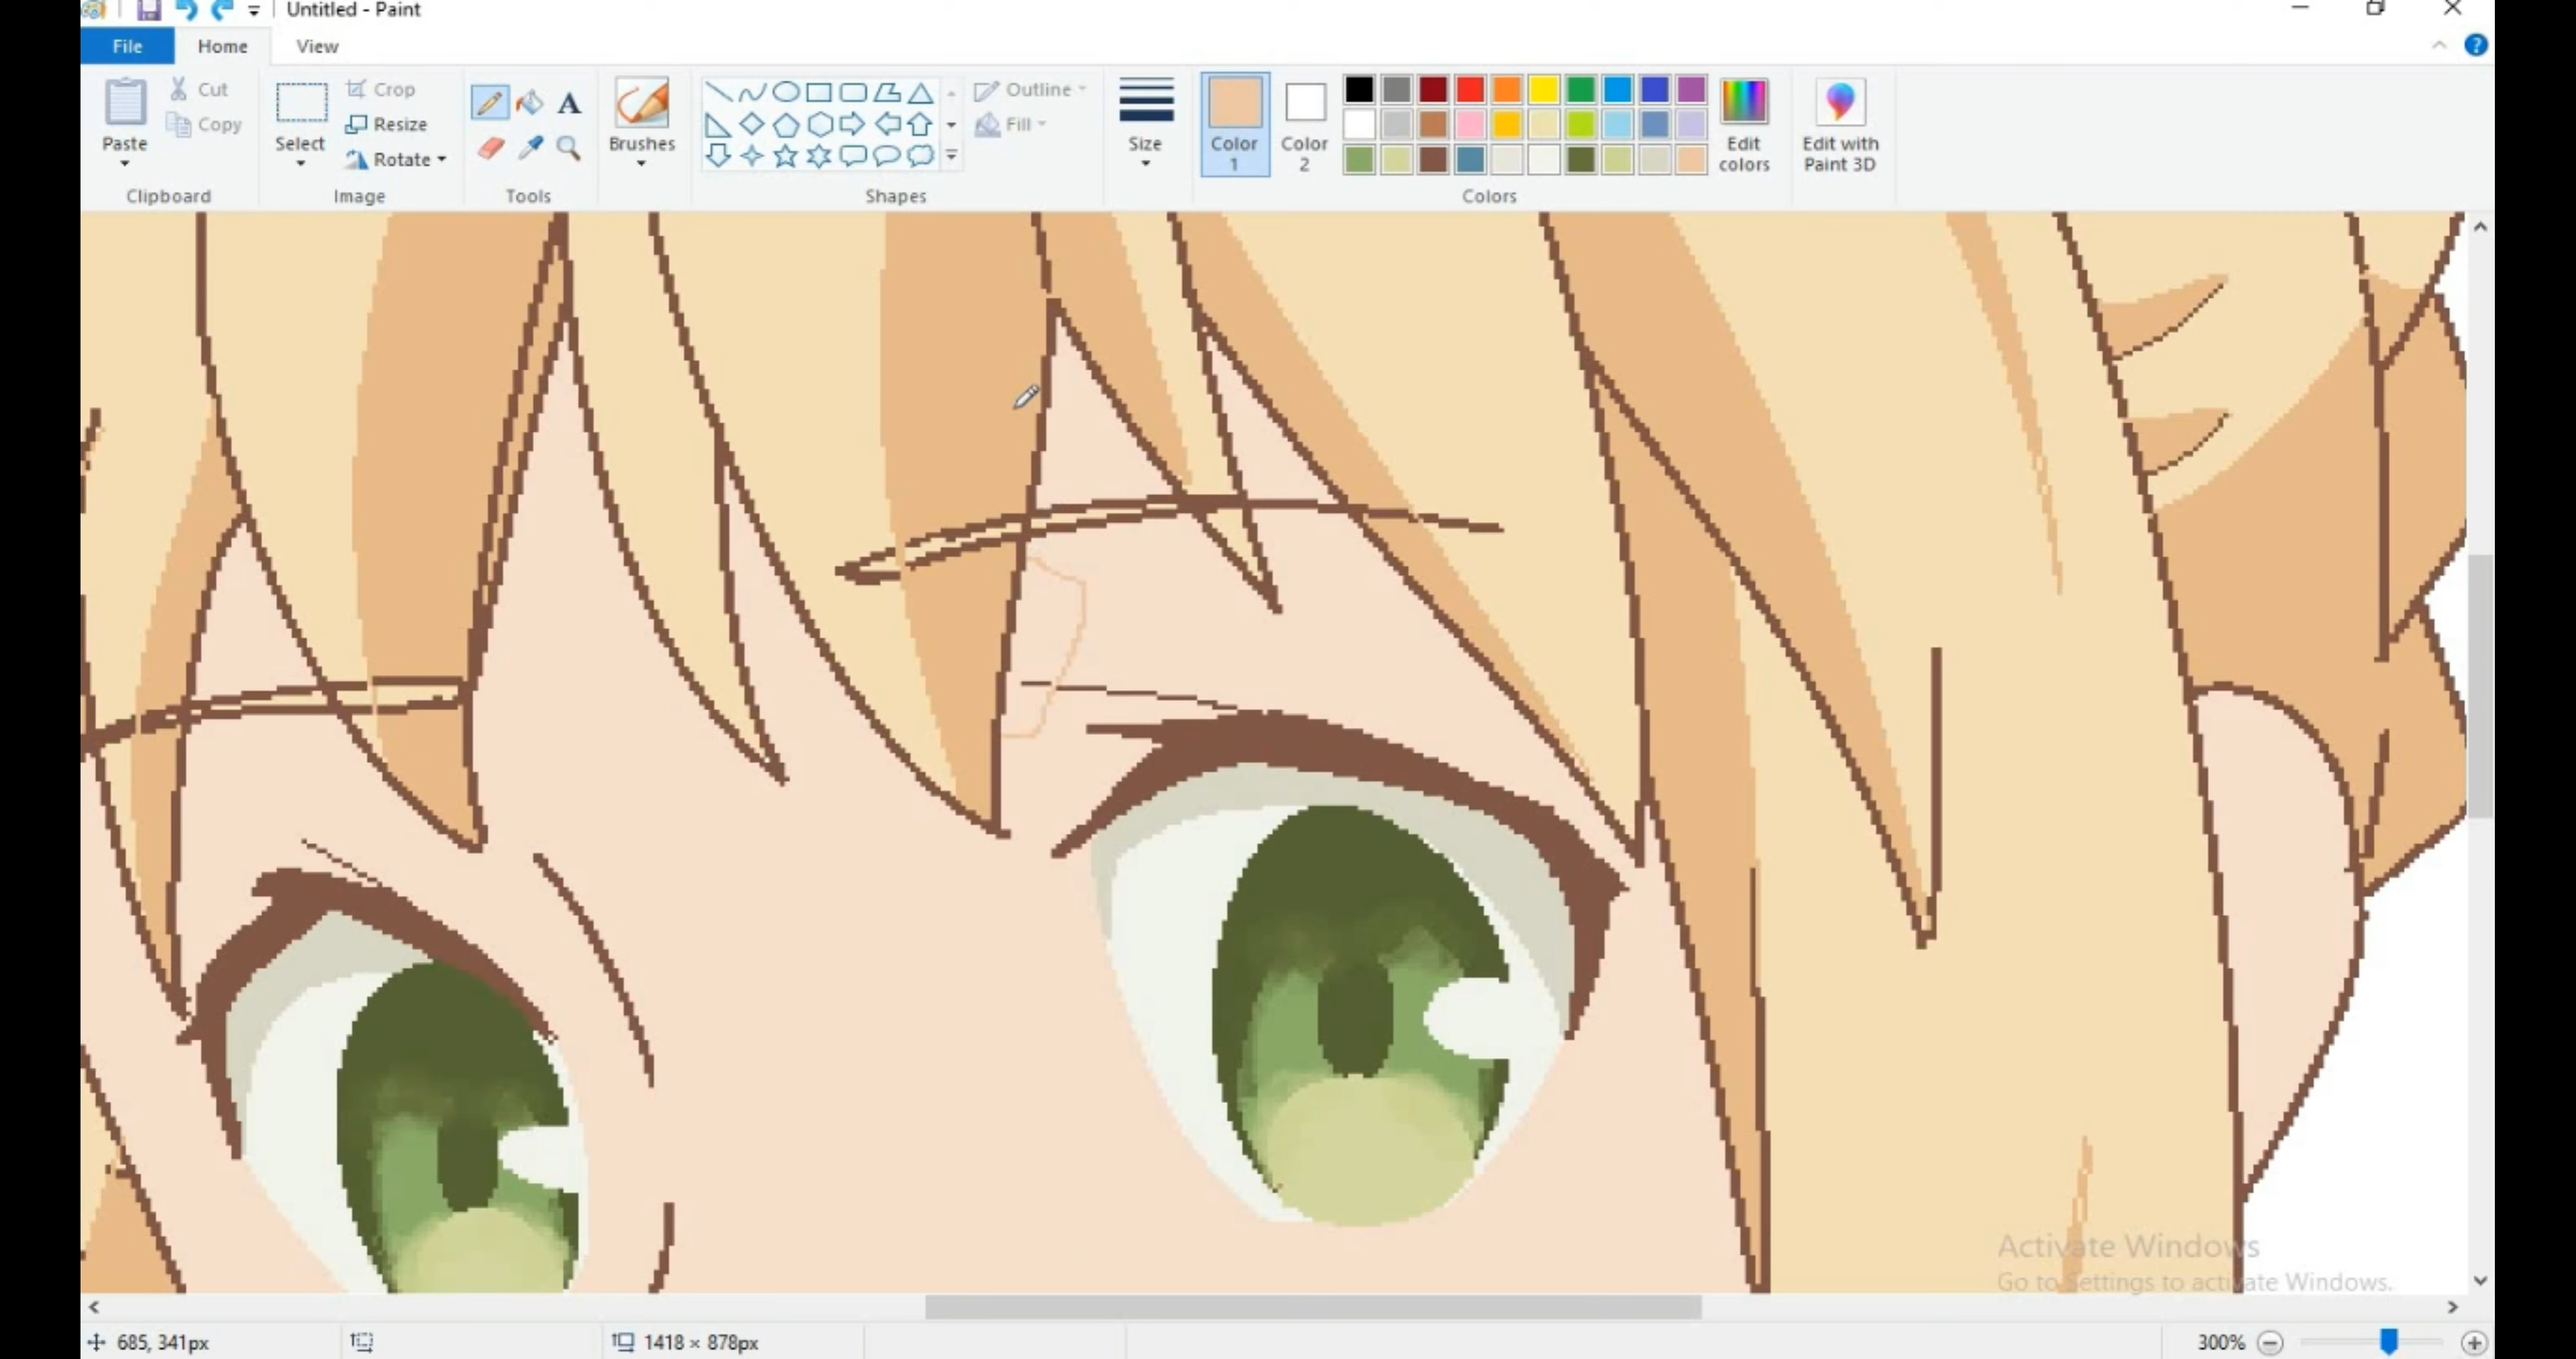 Untitled - Paint
File Home View
Paste Cut Copy
Clipboard
Select Crop Resize Rotate
Image
A
Tools
Brushes
Outline
Fill
Shapes
Size
Color 1
Color 2
Edit colors
Colors
Edit with Paint 3D
?
Activate Windows
Go to Settings to activate Windows.
685, 341px
1418 × 878px
300%